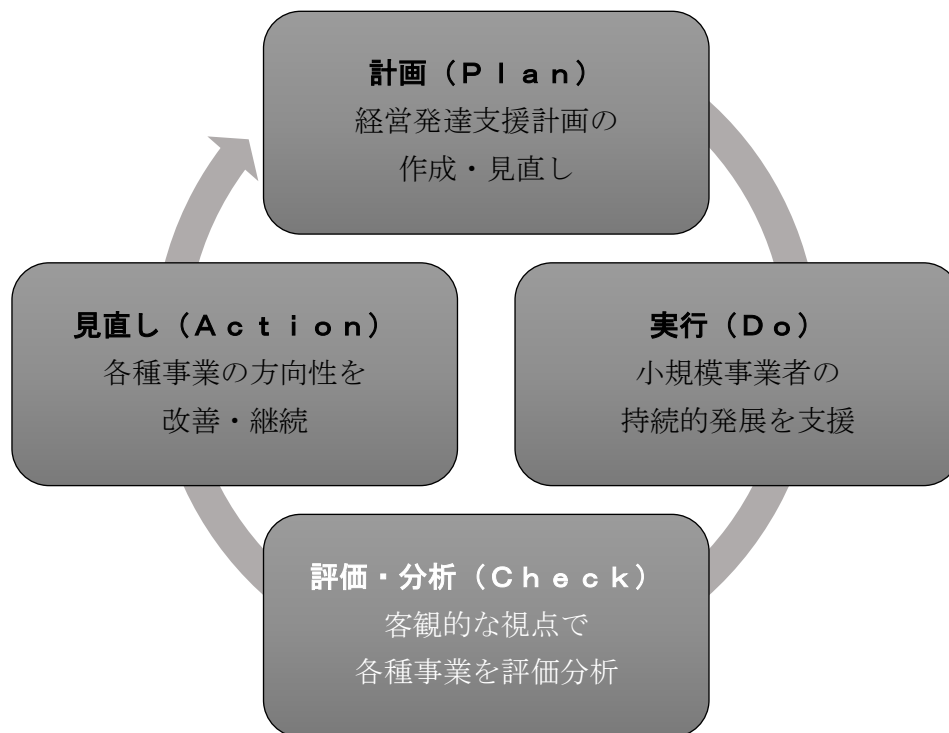 計画（Ｐｌａｎ）
経営発達支援計画の
作成・見直し
実行（Ｄｏ）
小規模事業者の
持続的発展を支援
評価・分析（Ｃｈｅｃｋ）
客観的な視点で
各種事業を評価分析
見直し（Ａｃｔｉｏｎ）
各種事業の方向性を
改善・継続